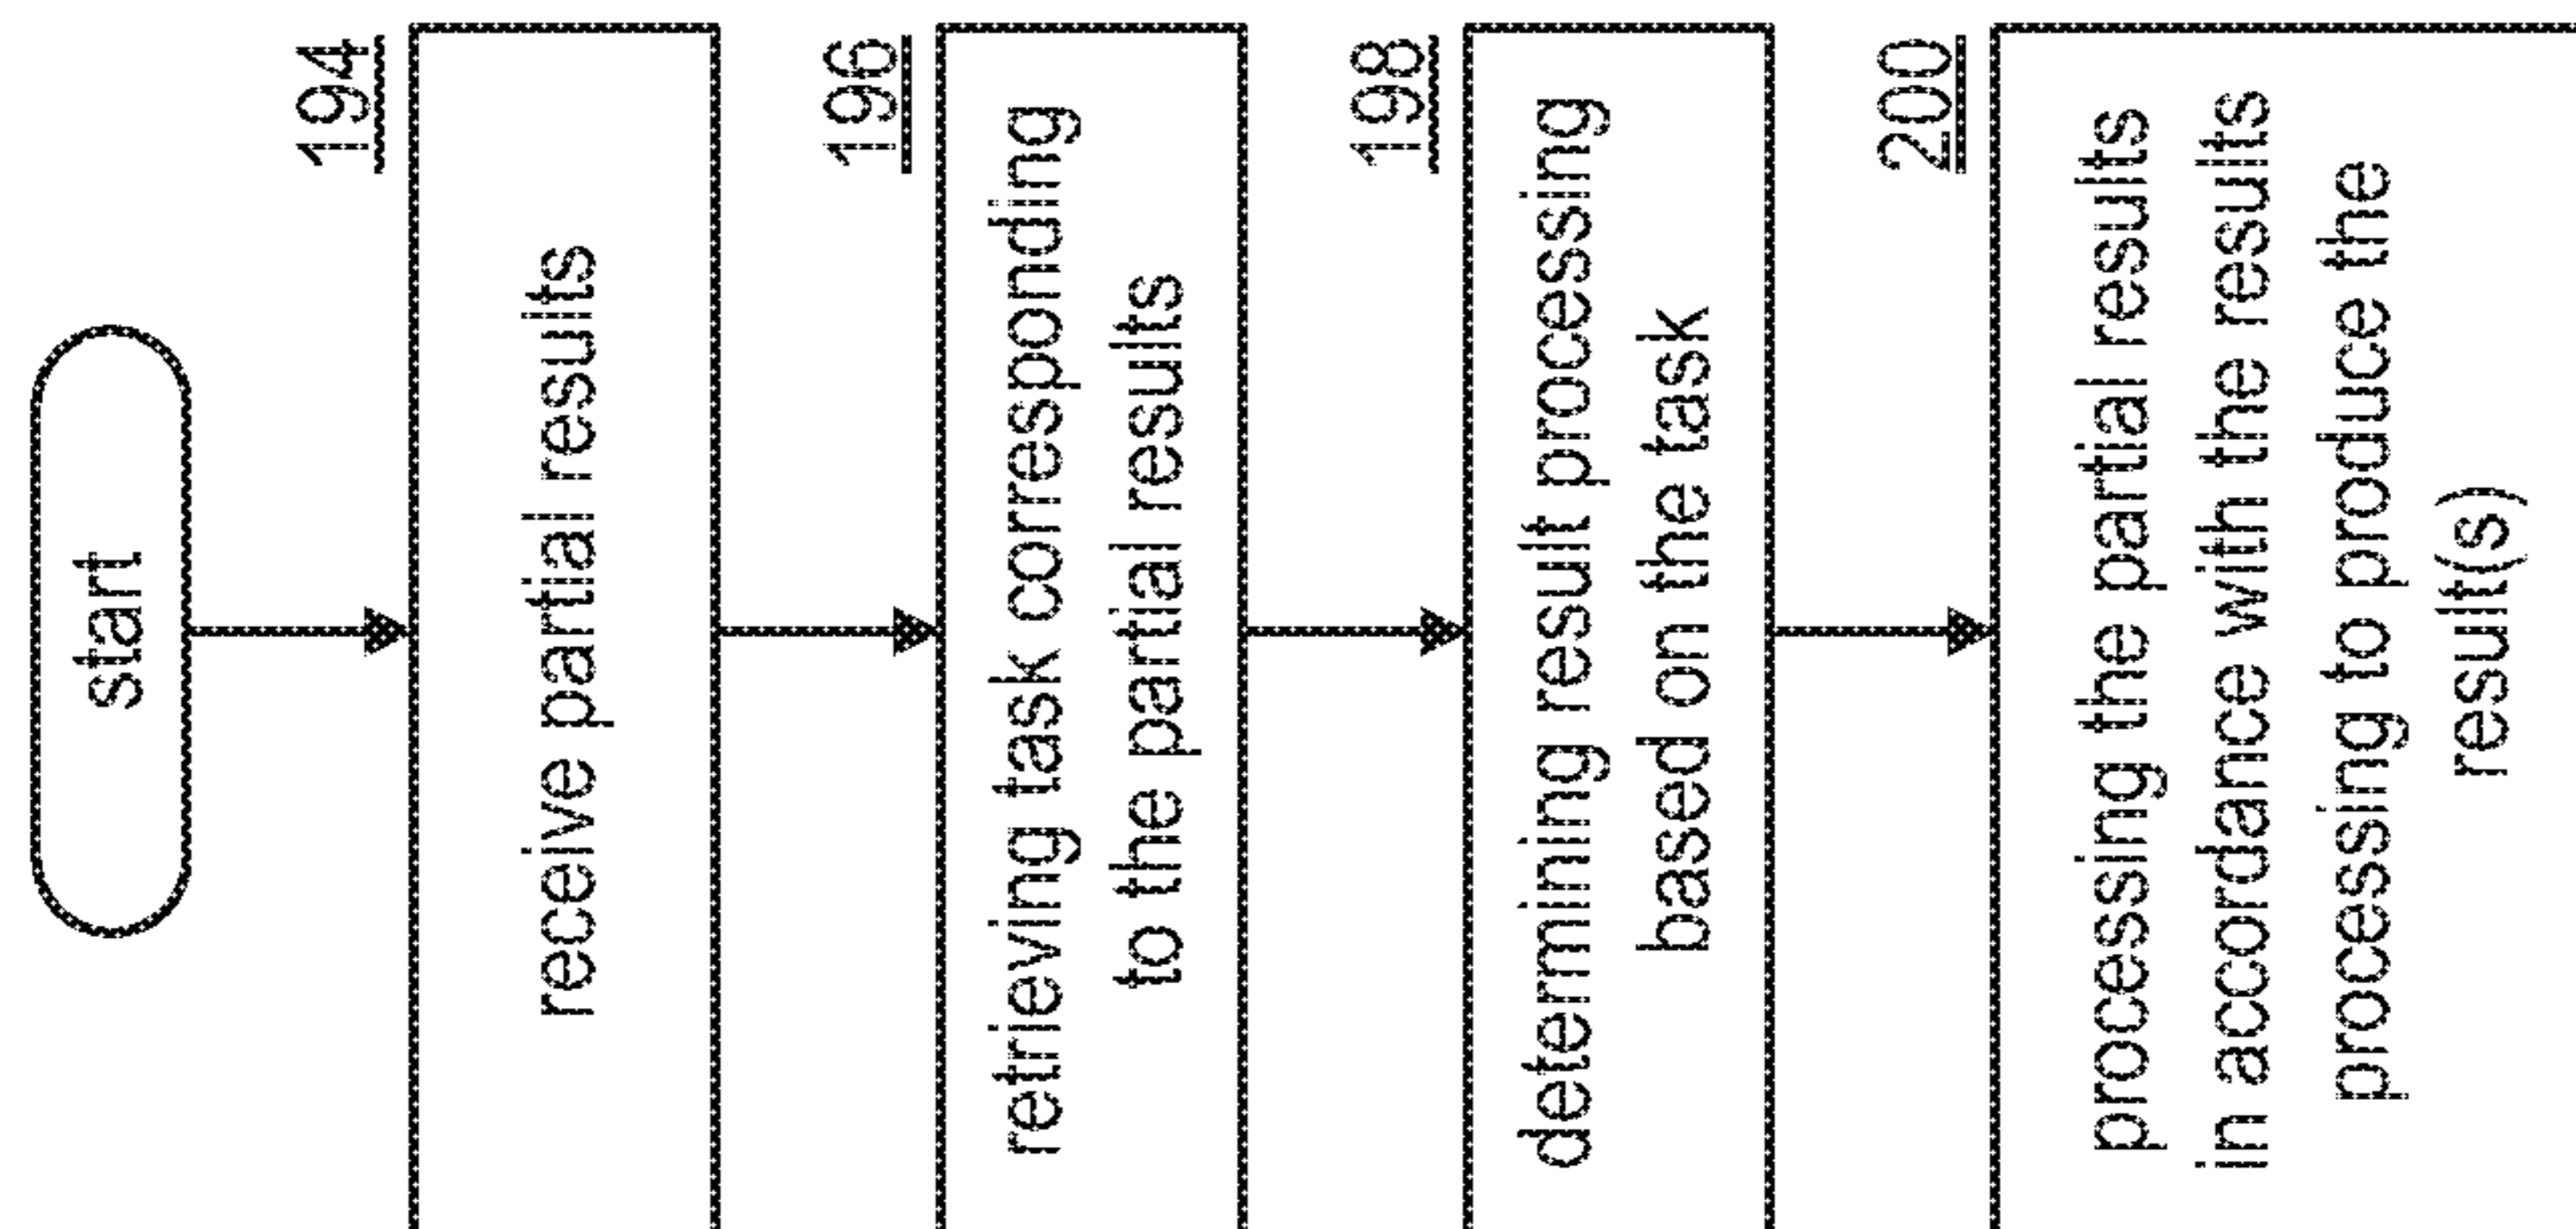 start
194
receive partial results
196
retrieving task corresponding
to the partial results
198
determining result processing
based on the task
200
processing the partial results
in accordance with the results
processing to produce the
result(s)